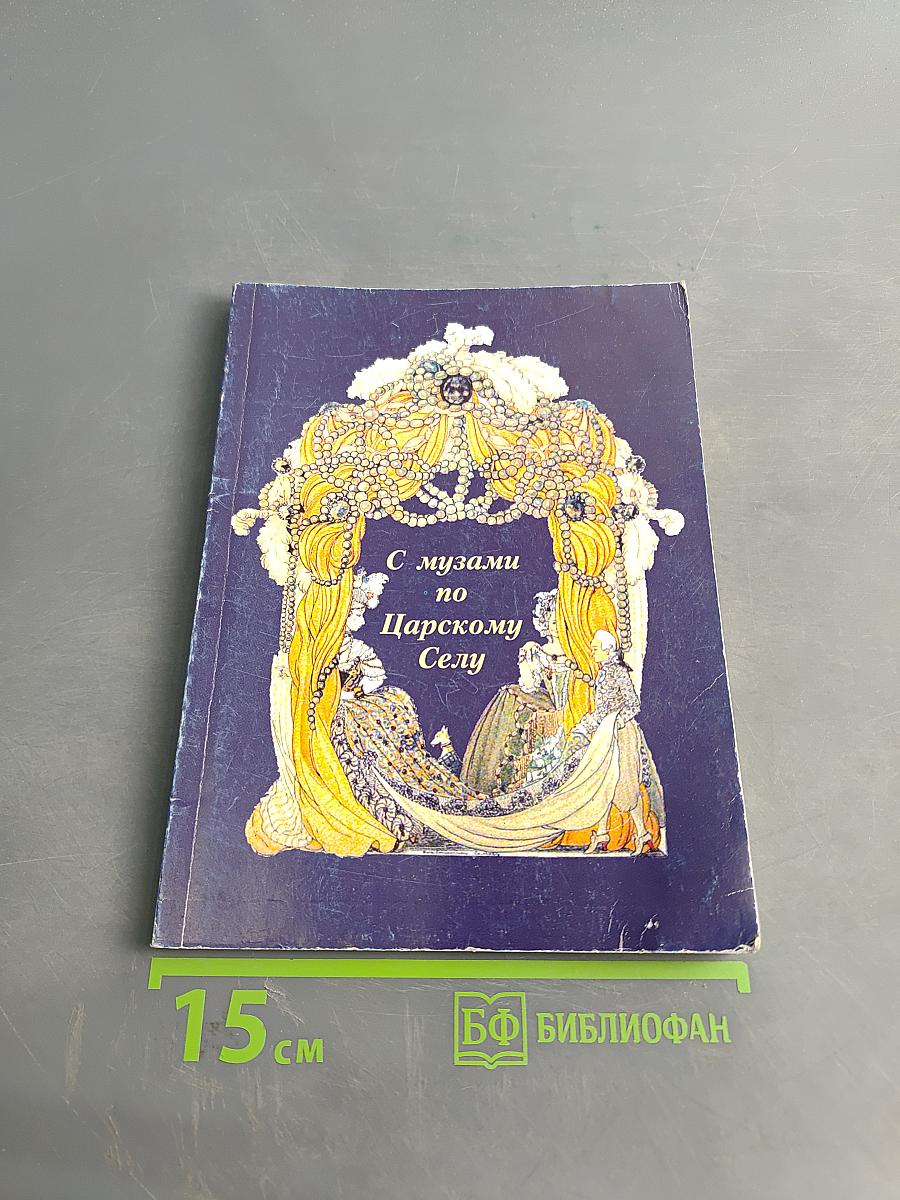 С музами
по
Царскому
Селу
15 см
БФ БИБЛИОФАН